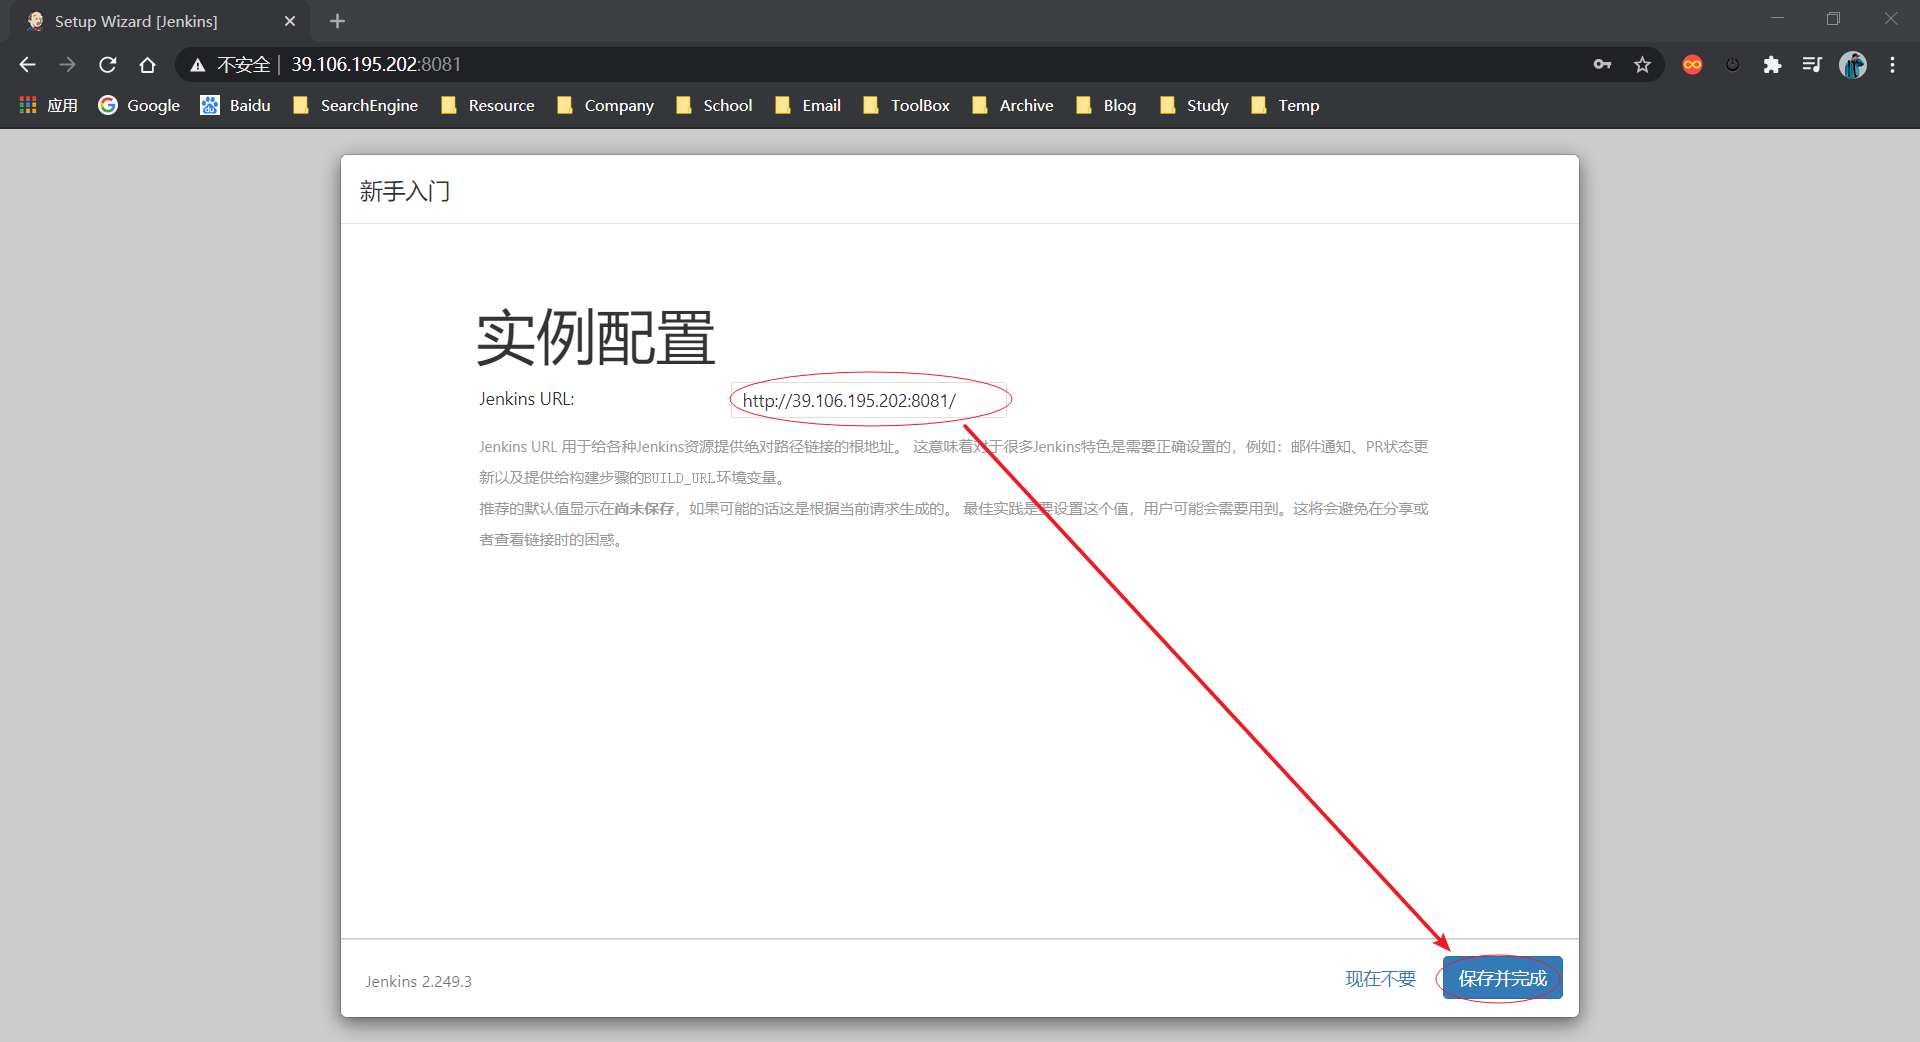 Setup Wizard [Jenkins]
不安全 | 39.106.195.202:8081
应用 Google Baidu SearchEngine Resource Company School Email ToolBox Archive Blog Study Temp
新手入门
实例配置
Jenkins URL: http://39.106.195.202:8081/
Jenkins URL 用于给各种Jenkins资源提供绝对路径链接的根地址。 这意味着对于很多Jenkins特色是需要正确设置的，例如：邮件通知、PR状态更
新以及提供给构建步骤的BUILD_URL环境变量。
推荐的默认值显示在尚未保存，如果可能的话这是根据当前请求生成的。 最佳实践是要设置这个值，用户可能会需要用到。这将会避免在分享或
者查看链接时的困惑。
Jenkins 2.249.3 现在不要 保存并完成